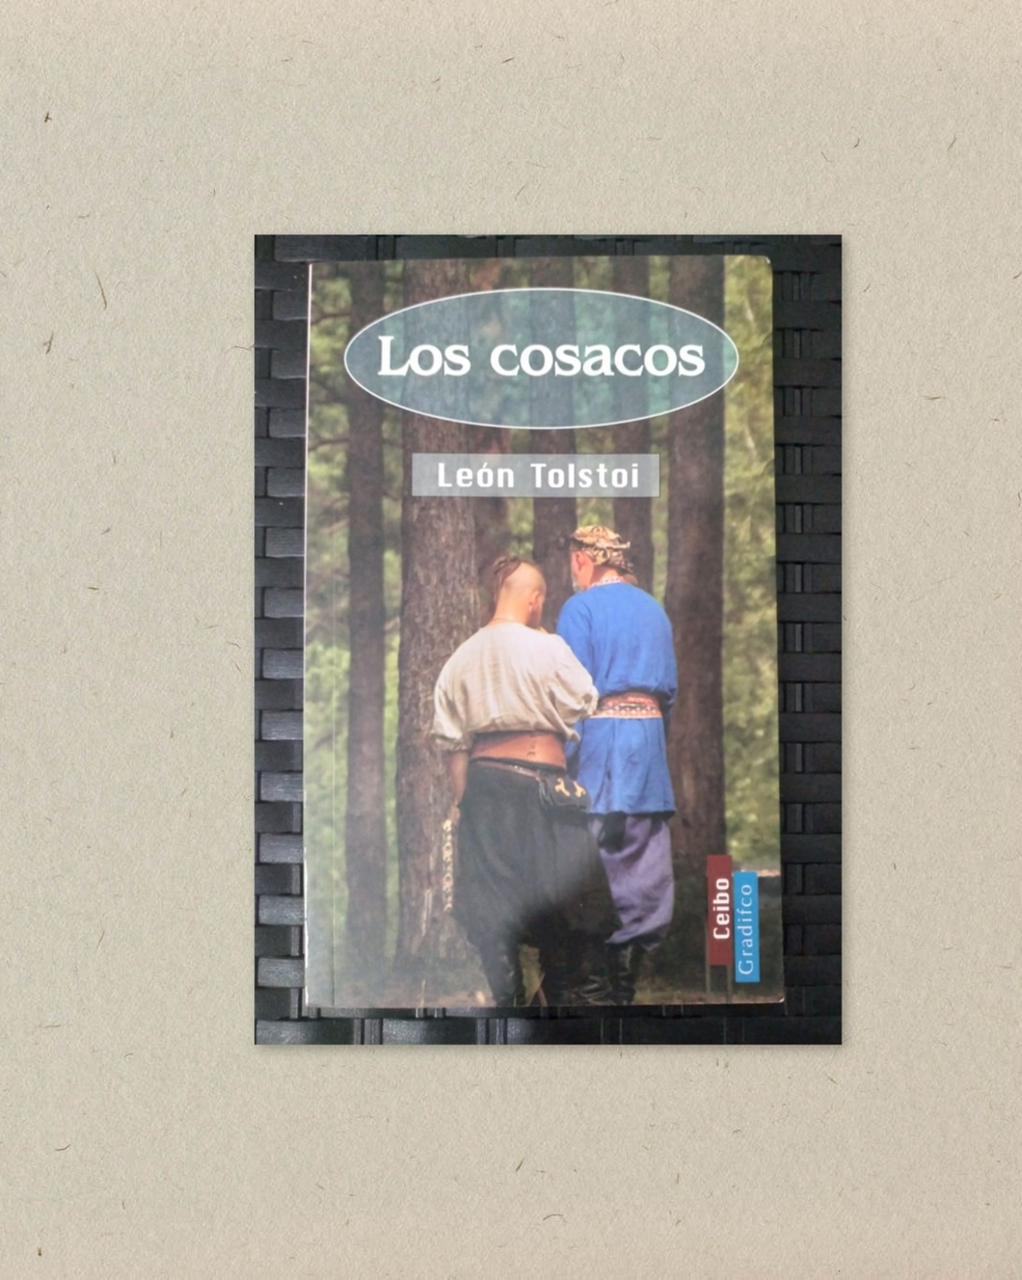 Los cosacos
León Tolstoi
Ceibo
Gradifco